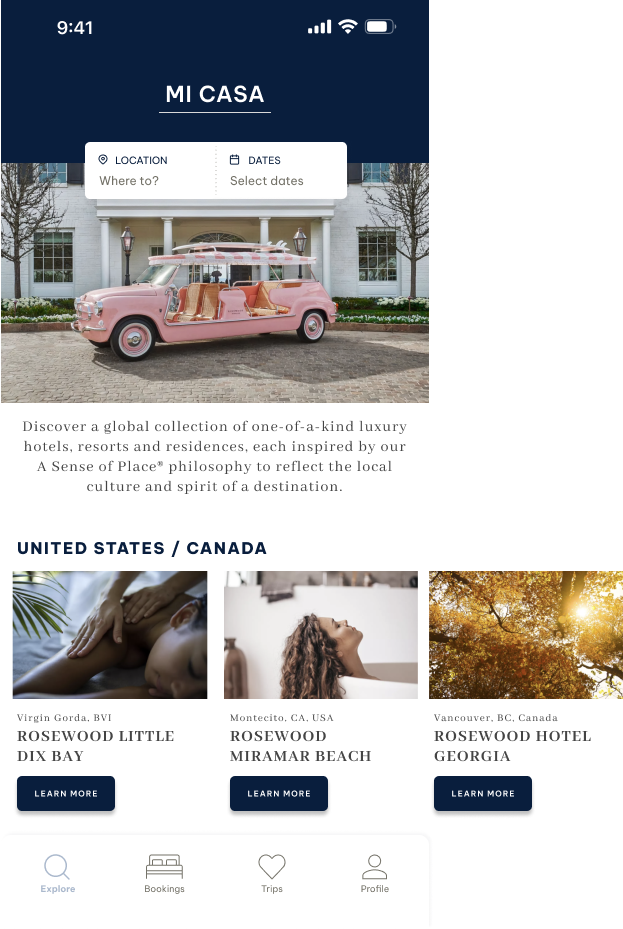 9:41
MI CASA
LOCATION
DATES
Where to?
Select dates
Discover a global collection of one-of-a-kind luxury
hotels, resorts and residences, each inspired by our
A Sense of Place® philosophy to reflect the local
culture and spirit of a destination.
UNITED STATES / CANADA
Virgin Gorda, BVI
ROSEWOOD LITTLE
DIX BAY
LEARN MORE
Montecito, CA, USA
ROSEWOOD
MIRAMAR BEACH
LEARN MORE
Vancouver, BC, Canada
ROSEWOOD HOTEL
GEORGIA
LEARN MORE
Explore
Bookings
Trips
Profile